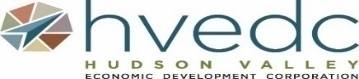 hvedc
HUDSON VALLEY
ECONOMIC DEVELOPMENT CORPORATION